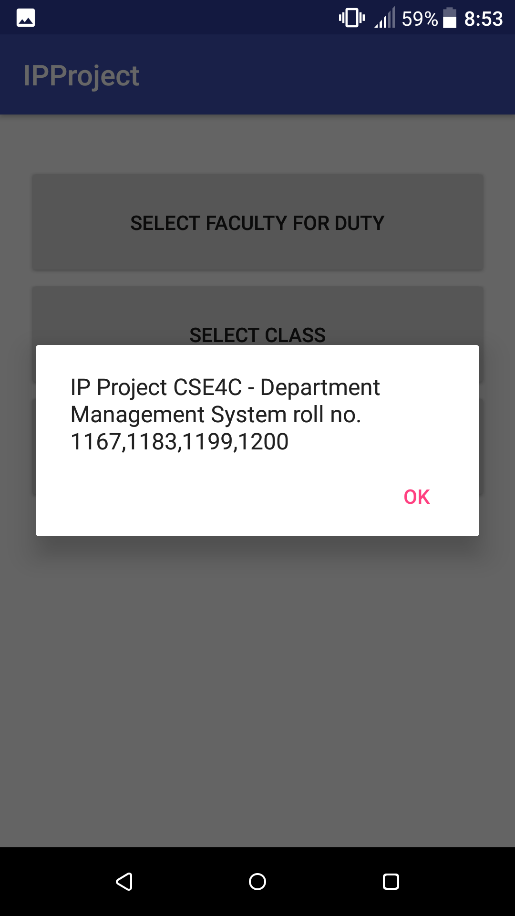 59% 8:53
IPProject
SELECT FACULTY FOR DUTY
SELECT CLASS
IP Project CSE4C - Department
Management System roll no.
1167,1183,1199,1200
OK